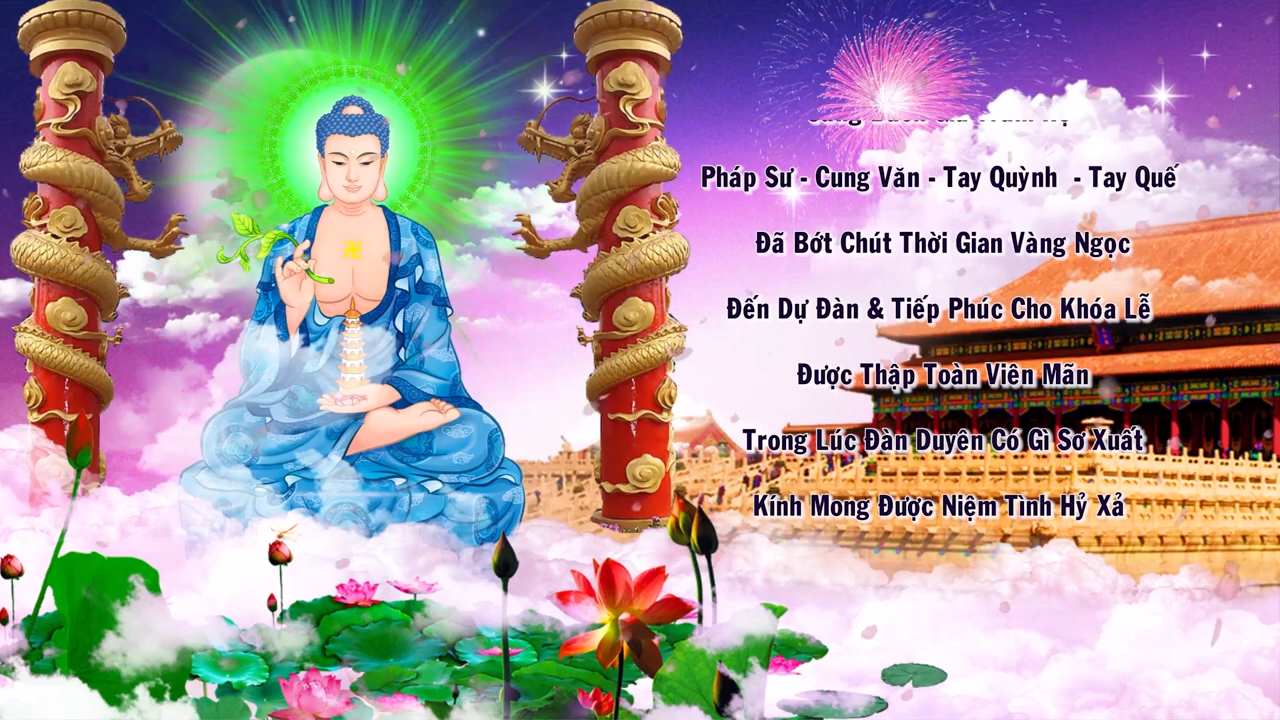 Pháp Sư - Cung Văn - Tay Quỳnh - Tay Quế
Đã Bớt Chút Thời Gian Vàng Ngọc
Đến Dự Đàn & Tiếp Phúc Cho Khóa Lễ
Được Thập Toàn Viên Mãn
Trong Lúc Đàn Duyên Có Gì Sơ Xuất
Kính Mong Được Niệm Tình Hỷ Xả